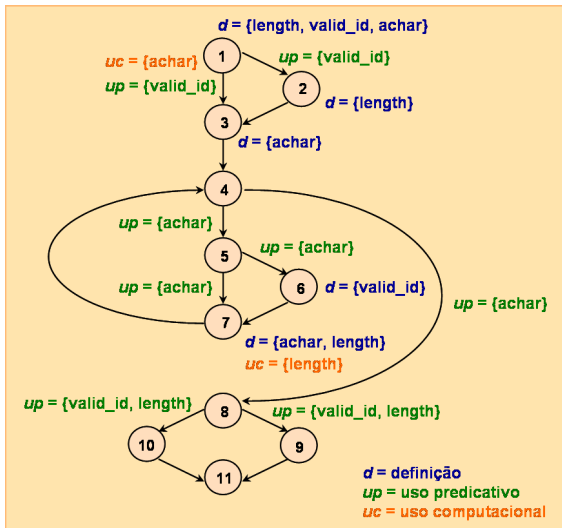 d = {length, valid_id, achar}
1
uc = {achar}
up = {valid_id}
up = {valid_id}
2
d = {length}
3
d = {achar}
4
up = {achar}
5
up = {achar}
up = {achar}
6
d = {valid_id}
up = {achar}
7
d = {achar, length}
uc = {length}
up = {valid_id, length}
8
up = {valid_id, length}
10
9
11
d = definição
up = uso predicativo
uc = uso computacional